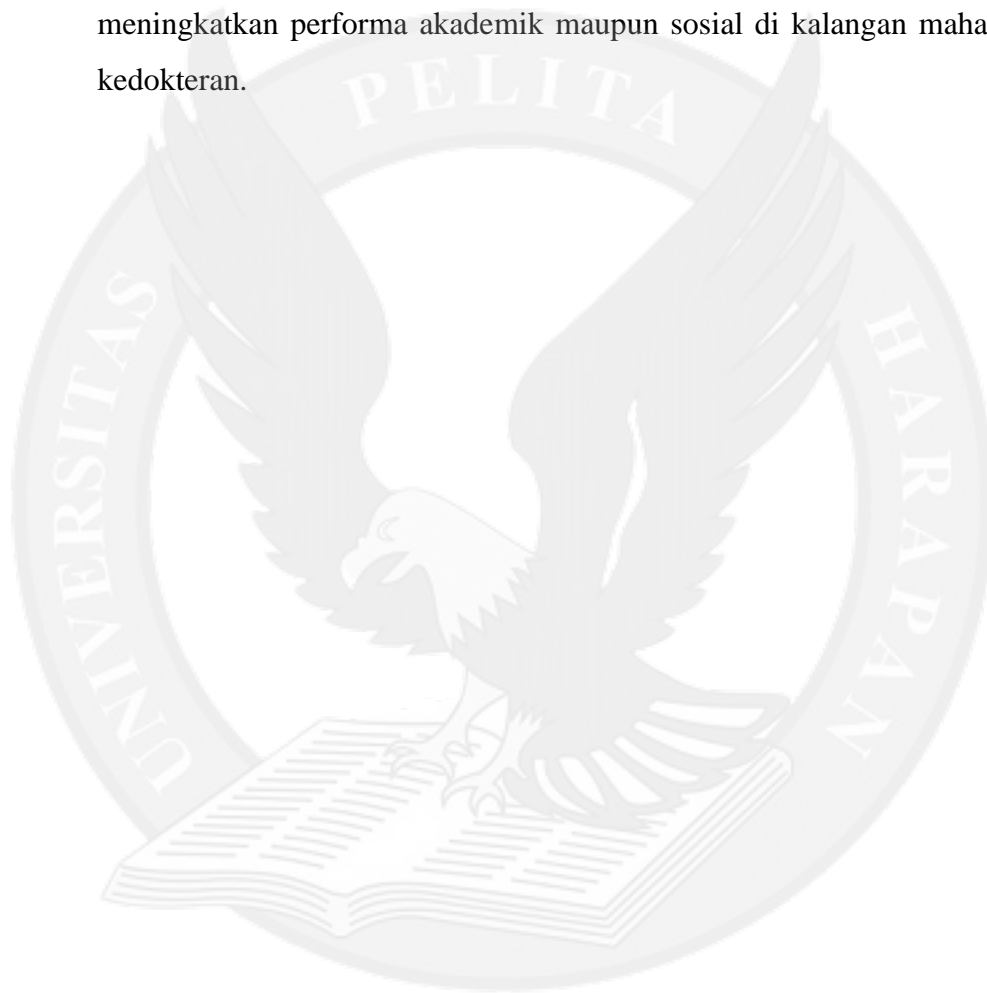 meningkatkan performa akademik maupun sosial di kalangan maha
kedokteran.
UNIVERSITAS PELITA HARAPAN